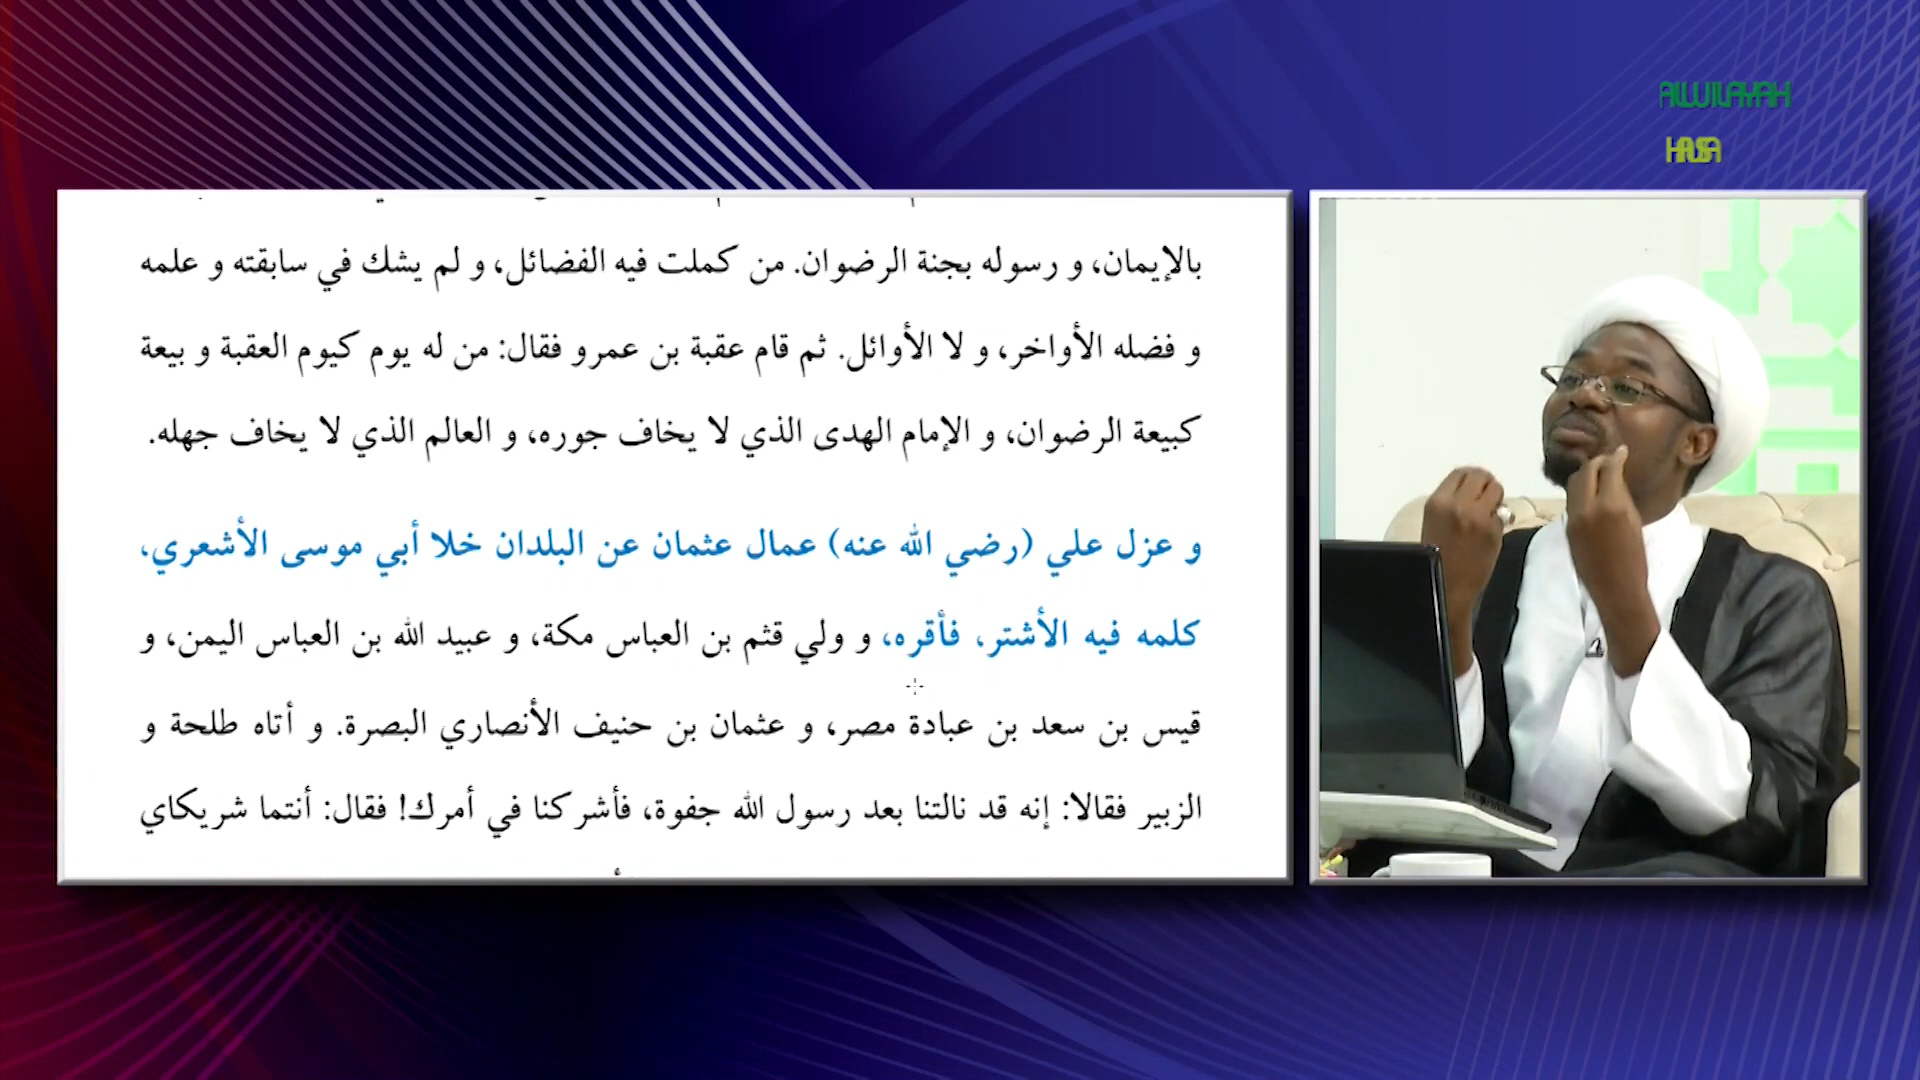 ALWILAYAH
HAUSA
بالإيمان، و رسوله بجنة الرضوان. من كملت فيه الفضائل، و لم يشك في سابقته و علمه
و فضله الأواخر، و لا الأوائل. ثم قام عقبة بن عمرو فقال: من له يوم كيوم العقبة و بيعة
كبيعة الرضوان، و الإمام الهدى الذي لا يخاف جوره، و العالم الذي لا يخاف جهله.
و عزل علي (رضي الله عنه) عمال عثمان عن البلدان خلا أبي موسى الأشعري،
كلمه فيه الأشتر، فأقره، و ولي قثم بن العباس مكة، و عبيد الله بن العباس اليمن، و
قيس بن سعد بن عبادة مصر، و عثمان بن حنيف الأنصاري البصرة. و أتاه طلحة و
الزبير فقالا: إنه قد نالتنا بعد رسول الله جفوة، فأشركنا في أمرك! فقال: أنتما شريكاي